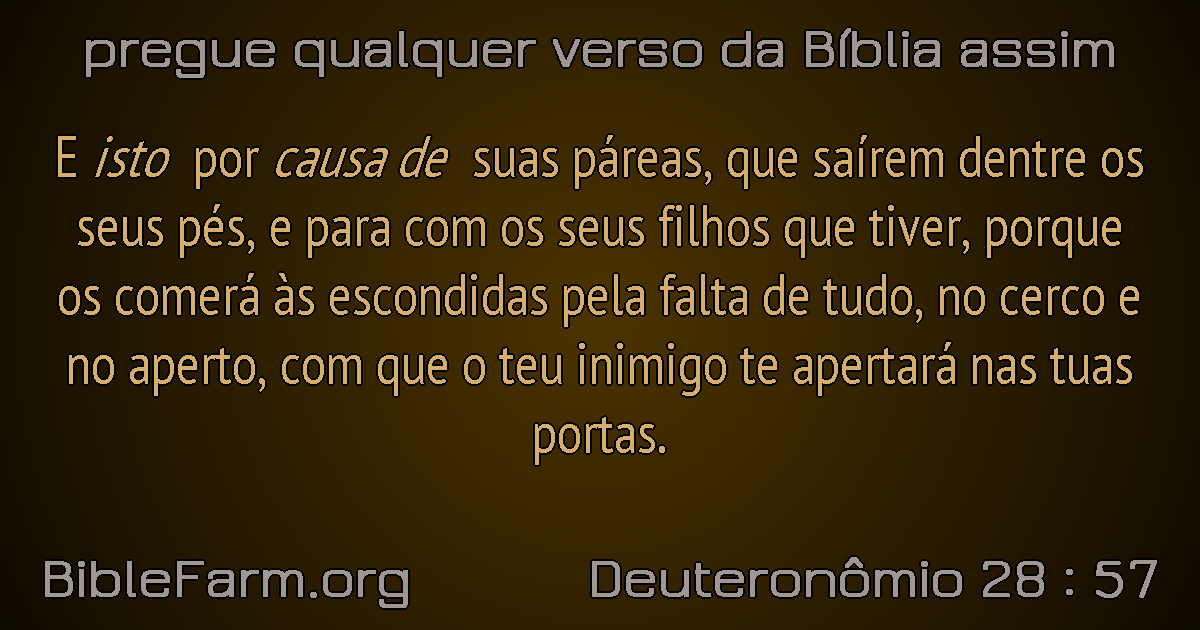 pregue qualquer verso da Bíblia assim
E isto por causa de suas páreas, que saírem dentre os
seus pés, e para com os seus filhos que tiver, porque
os comerá às escondidas pela falta de tudo, no cerco e
no aperto, com que o teu inimigo te apertará nas tuas
portas.
BibleFarm.org
Deuteronômio 28 : 57